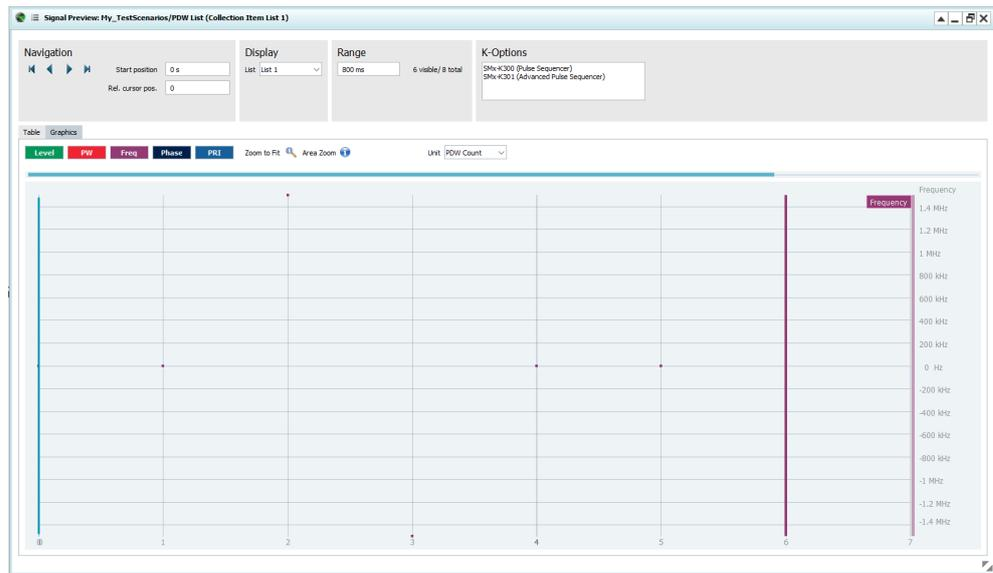 Signal Preview: My_TestScenarios/PDW List (Collection Item List 1)
Navigation
Start position 0 s
Rel. cursor pos. 0
Display
List List 1
Range
800 ms 6 visible/ 8 total
K-Options
SMx-K300 (Pulse Sequencer)
SMx-K301 (Advanced Pulse Sequencer)
Table Graphics
Level PW Freq Phase PRI Zoom to Fit Area Zoom Unit PDW Count
Frequency
Frequency
1.4 MHz
1.2 MHz
1 MHz
800 kHz
600 kHz
400 kHz
200 kHz
0 Hz
-200 kHz
-400 kHz
-600 kHz
-800 kHz
-1 MHz
-1.2 MHz
-1.4 MHz
0 1 2 3 4 5 6 7